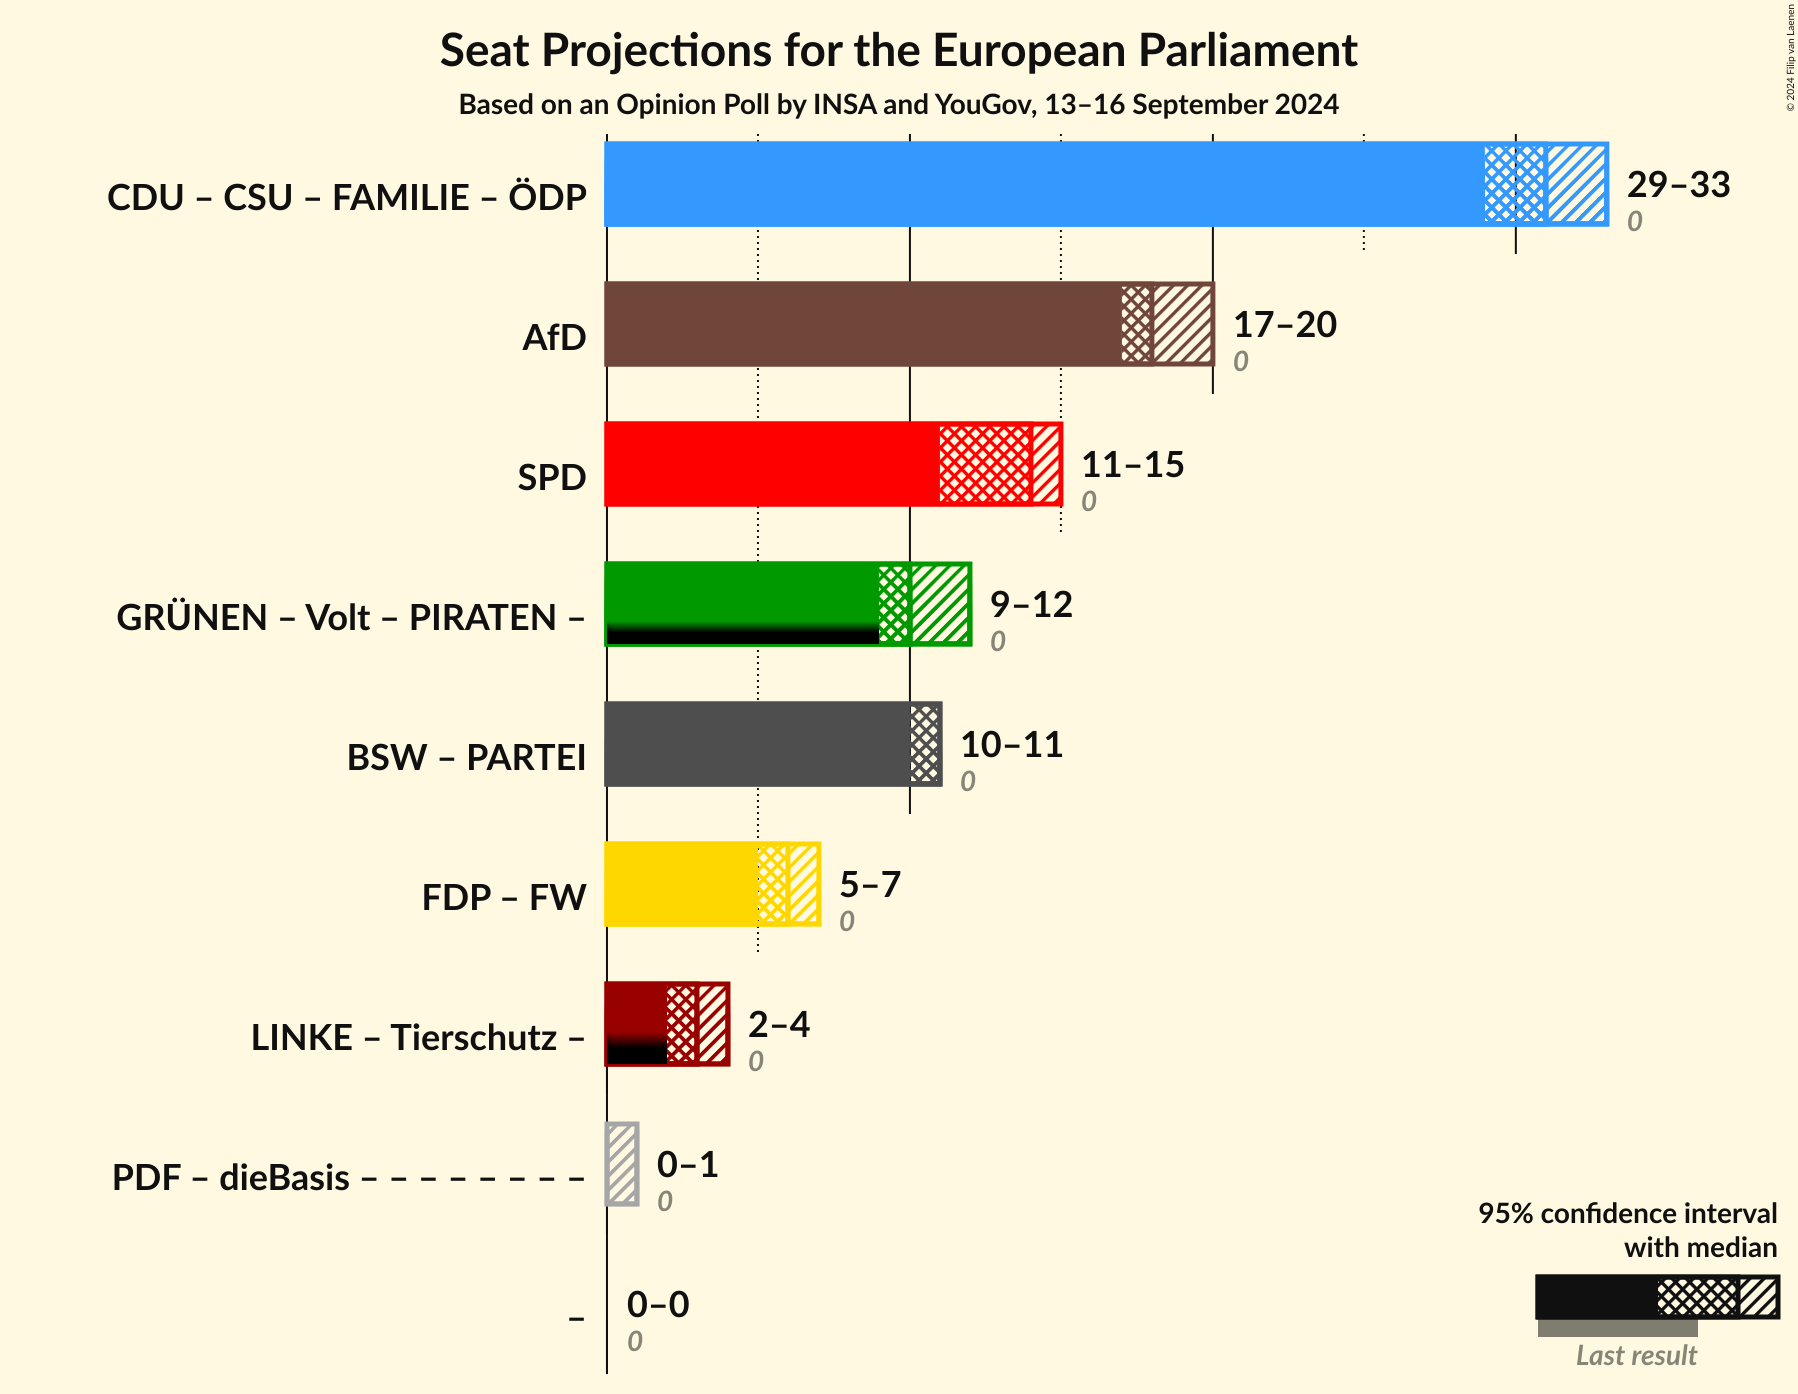 Seat Projections for the European Parliament
Based on an Opinion Poll by INSA and YouGov, 13–16 September 2024
© 2024 Filip van Laenen
CDU – CSU – FAMILIE – ÖDP
29–33
0
AfD
17–20
0
SPD
11–15
0
GRÜNEN – Volt – PIRATEN –
9–12
0
BSW – PARTEI
10–11
0
FDP – FW
5–7
0
LINKE – Tierschutz –
2–4
0
PDF – dieBasis – – – – – – – –
0–1
0
–
0–0
0
95% confidence interval
with median
Last result